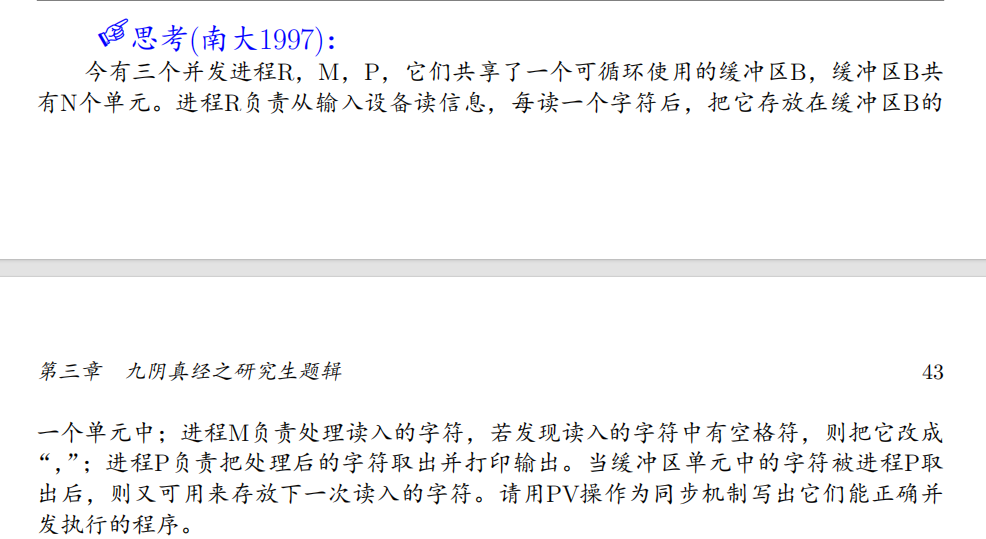 思考(南大1997)：
今有三个并发进程R，M，P，它们共享了一个可循环使用的缓冲区B，缓冲区B共
有N个单元。进程R负责从输入设备读信息，每读一个字符后，把它存放在缓冲区B的
第三章 九阴真经之研究生题辑 43
一个单元中；进程M负责处理读入的字符，若发现读入的字符中有空格符，则把它改成
“，”；进程P负责把处理后的字符取出并打印输出。当缓冲区单元中的字符被进程P取
出后，则又可用来存放下一次读入的字符。请用PV操作为同步机制写出它们能正确并
发执行的程序。